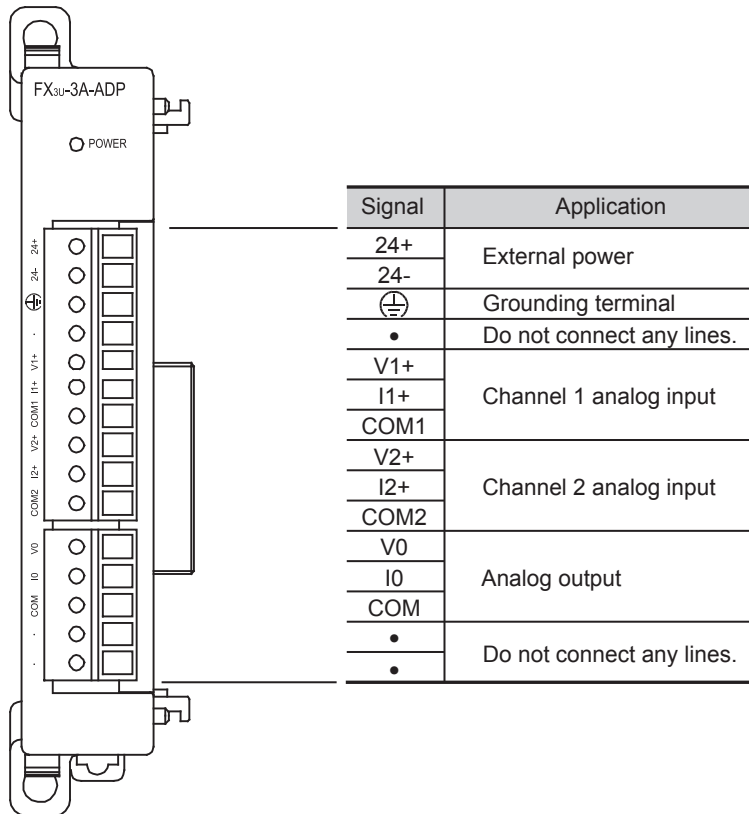 FX3U-3A-ADP
POWER
24+
24-
⏚
·
V1+
I1+
COM1
V2+
I2+
COM2
V0
I0
COM
·
·
Signal Application
24+ External power
24-
⏚ Grounding terminal
• Do not connect any lines.
V1+
I1+ Channel 1 analog input
COM1
V2+
I2+ Channel 2 analog input
COM2
V0
I0 Analog output
COM
• Do not connect any lines.
•